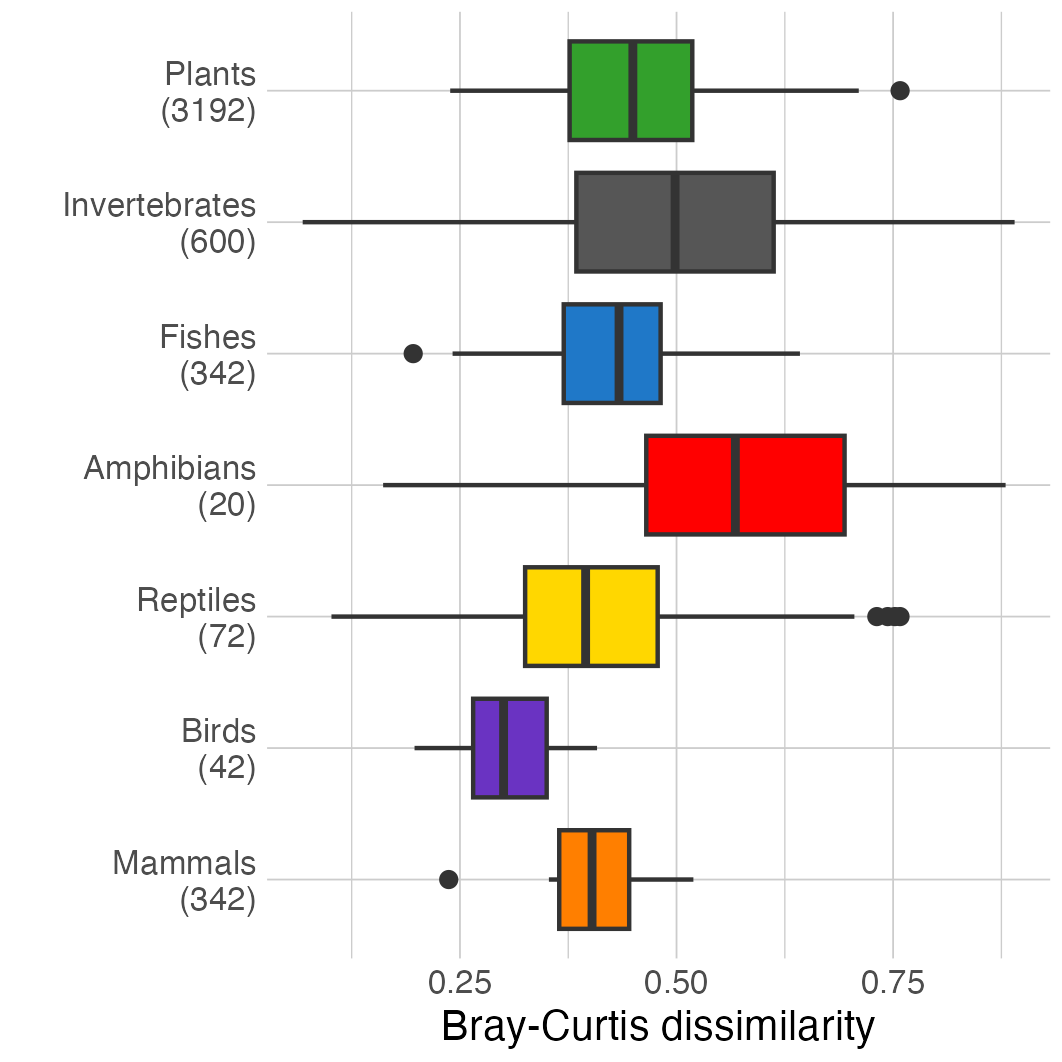 Plants
(3192)
Invertebrates
(600)
Fishes
(342)
Amphibians
(20)
Reptiles
(72)
Birds
(42)
Mammals
(342)
0.25 0.50 0.75
Bray-Curtis dissimilarity